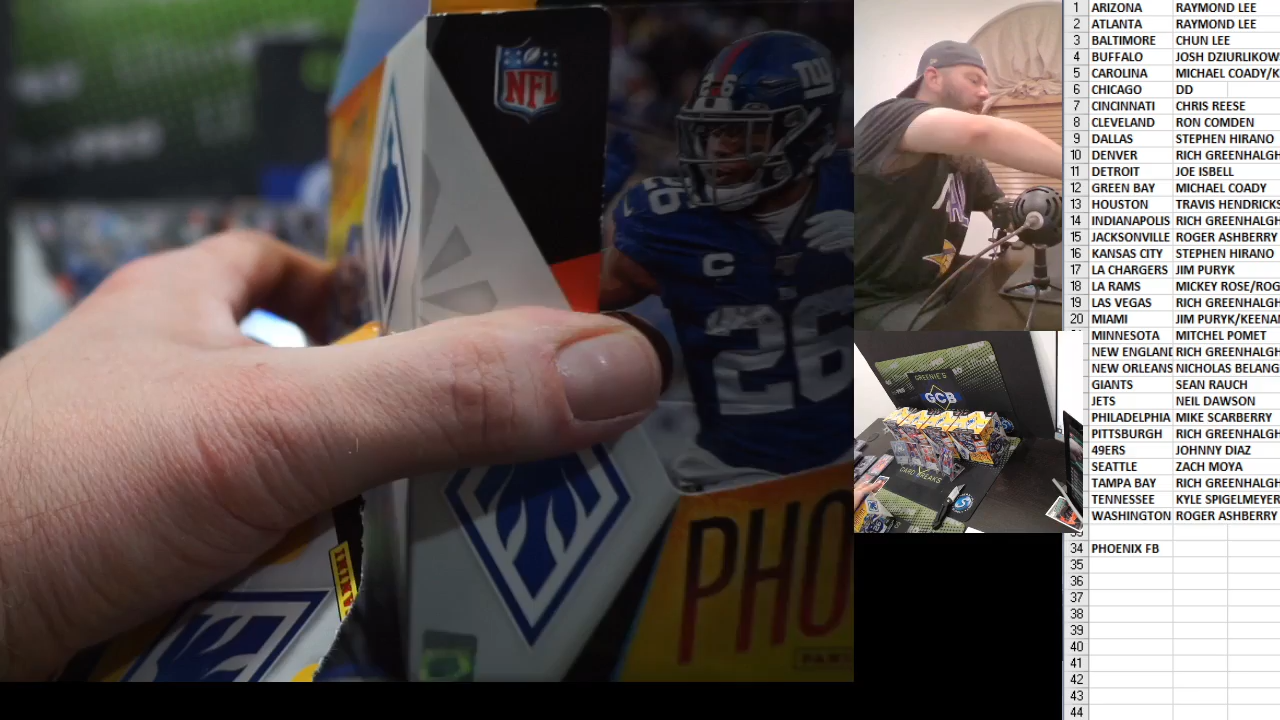 NFL
26
NY
26
C
26
PHO
PANINI
GREENIE'S
GCB
CARD BREAKS
1 ARIZONA RAYMOND LEE
2 ATLANTA RAYMOND LEE
3 BALTIMORE CHUN LEE
4 BUFFALO JOSH DZIURLIKOW
5 CAROLINA MICHAEL COADY/K
6 CHICAGO DD
7 CINCINNATI CHRIS REESE
8 CLEVELAND RON COMDEN
9 DALLAS STEPHEN HIRANO
10 DENVER RICH GREENHALGH
11 DETROIT JOE ISBELL
12 GREEN BAY MICHAEL COADY
13 HOUSTON TRAVIS HENDRICKS
14 INDIANAPOLIS RICH GREENHALGH
15 JACKSONVILLE ROGER ASHBERRY
16 KANSAS CITY STEPHEN HIRANO
17 LA CHARGERS JIM PURYK
18 LA RAMS MICKEY ROSE/ROG
19 LAS VEGAS RICH GREENHALGH
20 MIAMI JIM PURYK/KEENAN
MINNESOTA MITCHEL POMET
NEW ENGLAND RICH GREENHALGH
NEW ORLEANS NICHOLAS BELANG
GIANTS SEAN RAUCH
JETS NEIL DAWSON
PHILADELPHIA MIKE SCARBERRY
PITTSBURGH RICH GREENHALGH
49ERS JOHNNY DIAZ
SEATTLE ZACH MOYA
TAMPA BAY RICH GREENHALGH
TENNESSEE KYLE SPIGELMEYER
WASHINGTON ROGER ASHBERRY
34 PHOENIX FB
35
36
37
38
39
40
41
42
43
44